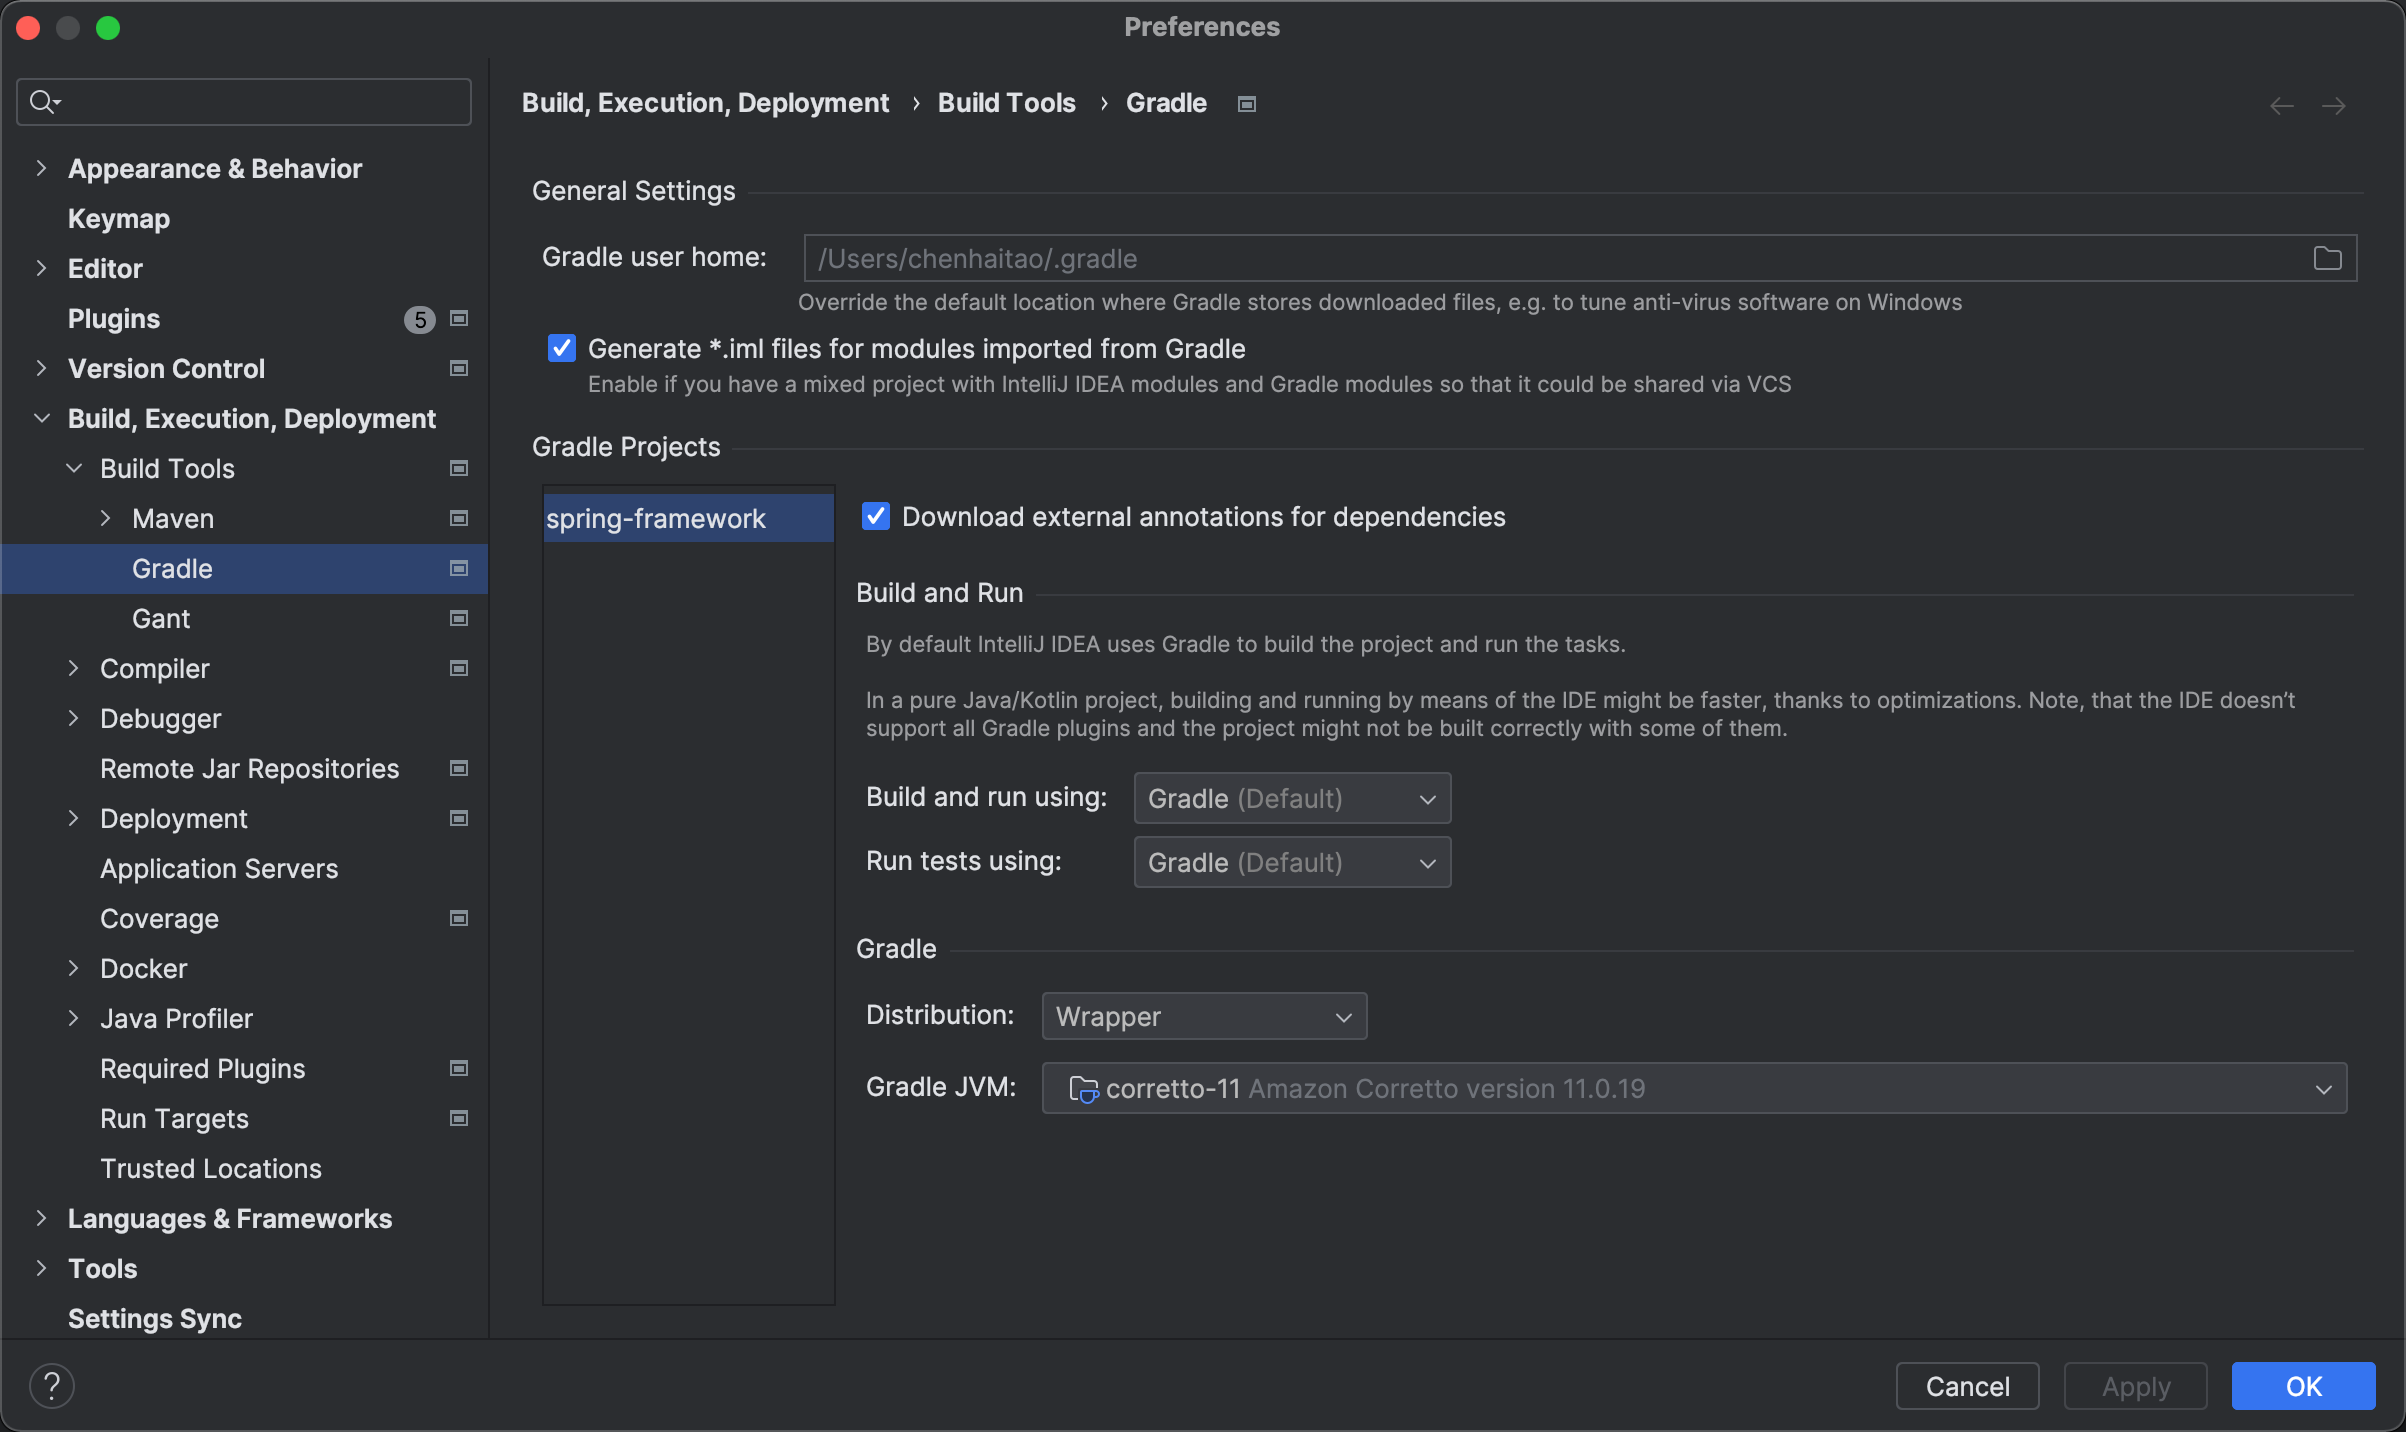 Preferences
Appearance & Behavior
Keymap
Editor
Plugins 5
Version Control
Build, Execution, Deployment
Build Tools
Maven
Gradle
Gant
Compiler
Debugger
Remote Jar Repositories
Deployment
Application Servers
Coverage
Docker
Java Profiler
Required Plugins
Run Targets
Trusted Locations
Languages & Frameworks
Tools
Settings Sync
Build, Execution, Deployment › Build Tools › Gradle
General Settings
Gradle user home: /Users/chenhaitao/.gradle
Override the default location where Gradle stores downloaded files, e.g. to tune anti-virus software on Windows
Generate *.iml files for modules imported from Gradle
Enable if you have a mixed project with IntelliJ IDEA modules and Gradle modules so that it could be shared via VCS
Gradle Projects
spring-framework
Download external annotations for dependencies
Build and Run
By default IntelliJ IDEA uses Gradle to build the project and run the tasks.
In a pure Java/Kotlin project, building and running by means of the IDE might be faster, thanks to optimizations. Note, that the IDE doesn’t
support all Gradle plugins and the project might not be built correctly with some of them.
Build and run using: Gradle (Default)
Run tests using: Gradle (Default)
Gradle
Distribution: Wrapper
Gradle JVM: corretto-11 Amazon Corretto version 11.0.19
?
Cancel
Apply
OK